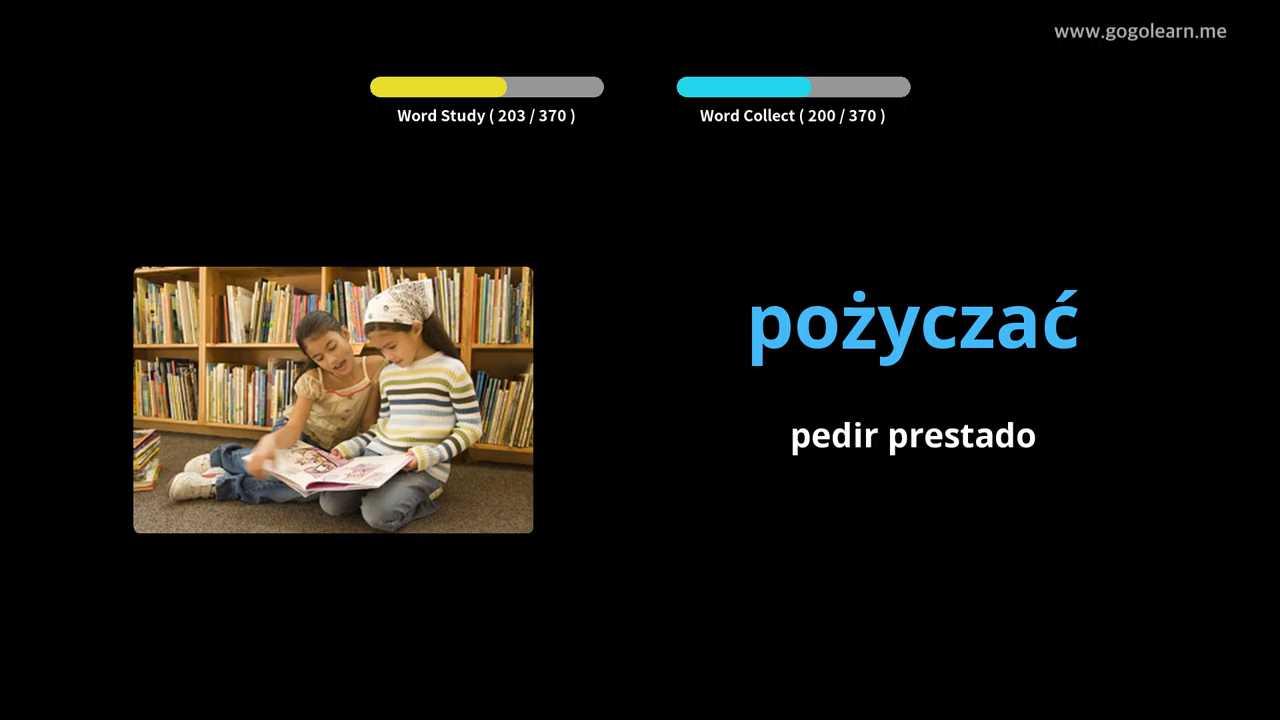 www.gogolearn.me
Word Study ( 203 / 370 )
Word Collect ( 200 / 370 )
pożyczać
pedir prestado